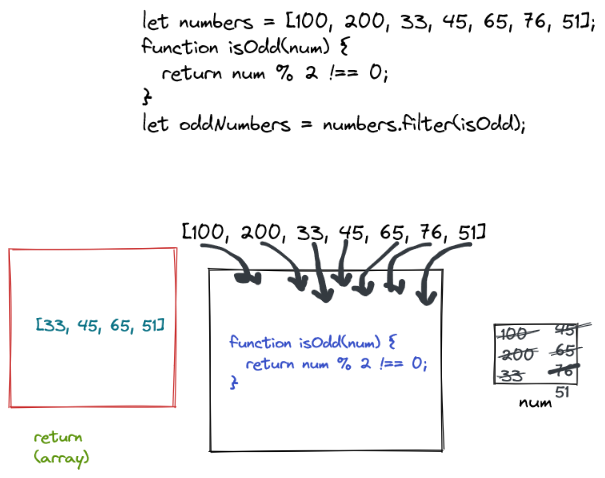 let numbers = [100, 200, 33, 45, 65, 76, 51];
function isOdd(num) {
return num % 2 !== 0;
}
let oddNumbers = numbers.filter(isOdd);
[100, 200, 33, 45, 65, 76, 51]
[33, 45, 65, 51]
function isOdd(num) {
return num % 2 !== 0;
}
100 45
200 65
33 76
51
num
return
(array)